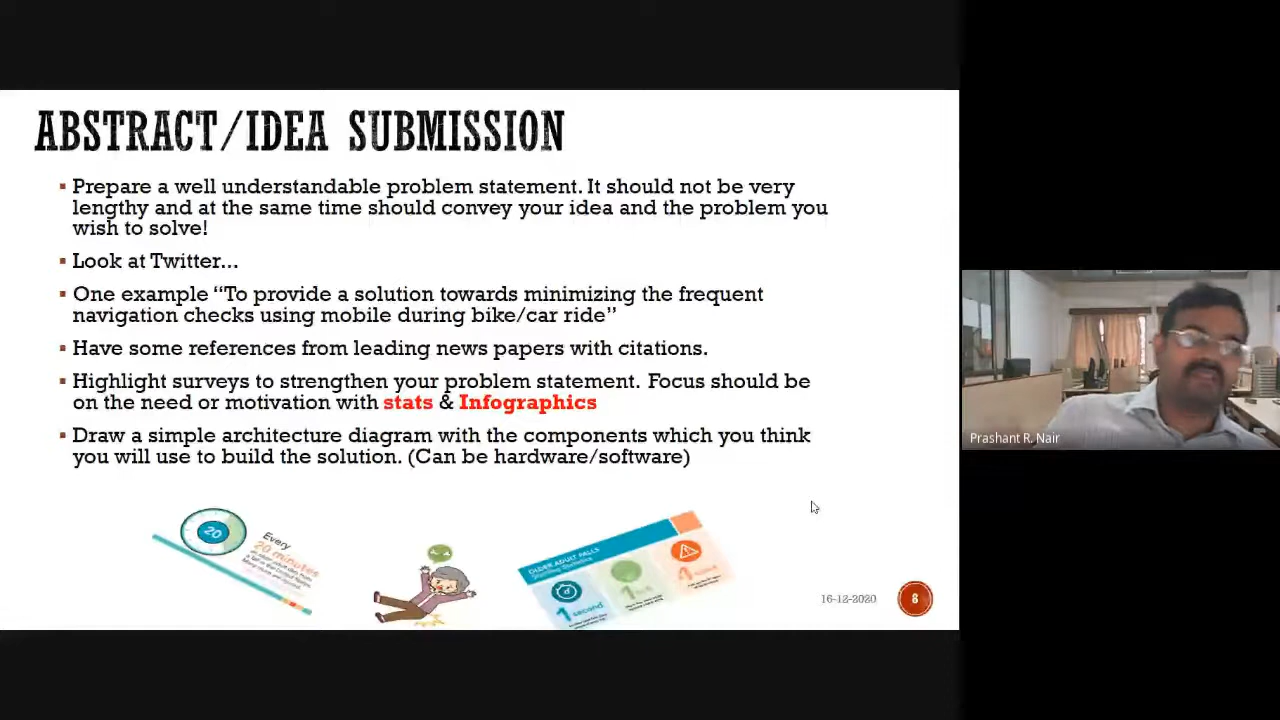 ABSTRACT/IDEA SUBMISSION
▪ Prepare a well understandable problem statement. It should not be very
lengthy and at the same time should convey your idea and the problem you
wish to solve!
▪ Look at Twitter...
▪ One example “To provide a solution towards minimizing the frequent
navigation checks using mobile during bike/car ride”
▪ Have some references from leading news papers with citations.
▪ Highlight surveys to strengthen your problem statement. Focus should be
on the need or motivation with stats & Infographics
▪ Draw a simple architecture diagram with the components which you think
you will use to build the solution. (Can be hardware/software)
20
Every
20 minutes
OLDER ADULT FALLS
1 second
16-12-2020
8
Prashant R. Nair